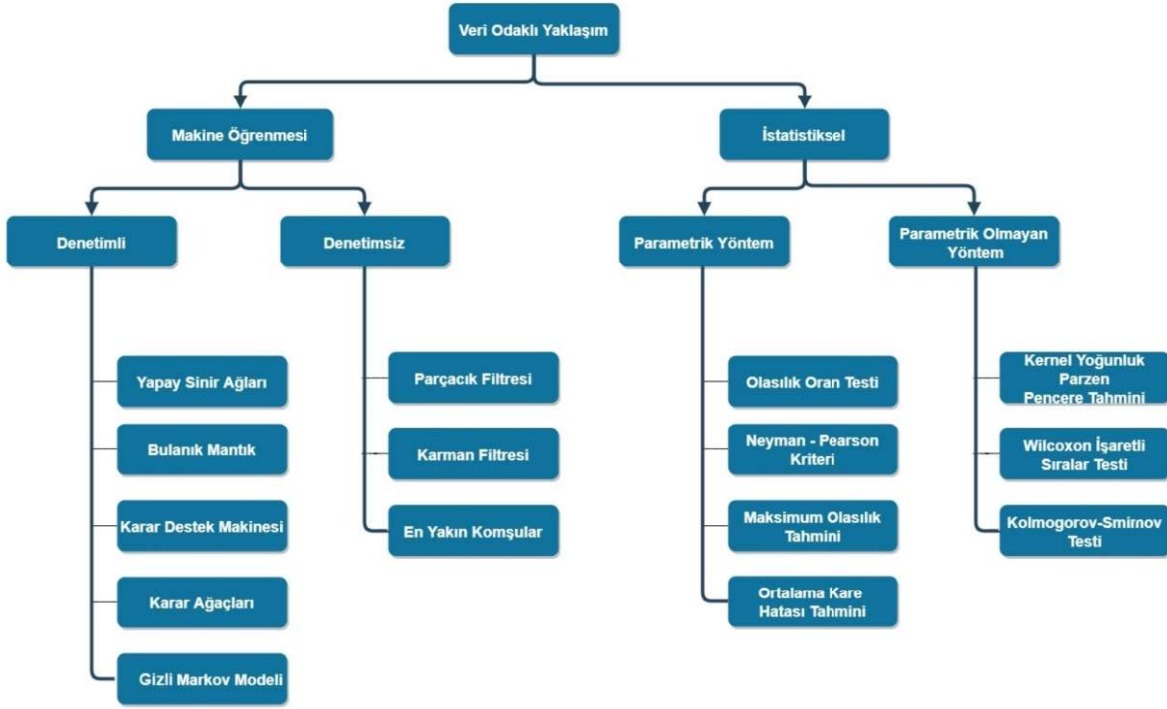 Veri Odaklı Yaklaşım
Makine Öğrenmesi
İstatistiksel
Denetimli
Denetimsiz
Parametrik Yöntem
Parametrik Olmayan
Yöntem
Yapay Sinir Ağları
Bulanık Mantık
Karar Destek Makinesi
Karar Ağaçları
Gizli Markov Modeli
Parçacık Filtresi
Karman Filtresi
En Yakın Komşular
Olasılık Oran Testi
Neyman - Pearson
Kriteri
Maksimum Olasılık
Tahmini
Ortalama Kare
Hatası Tahmini
Kernel Yoğunluk
Parzen
Pencere Tahmini
Wilcoxon İşaretli
Sıralar Testi
Kolmogorov-Smirnov
Testi